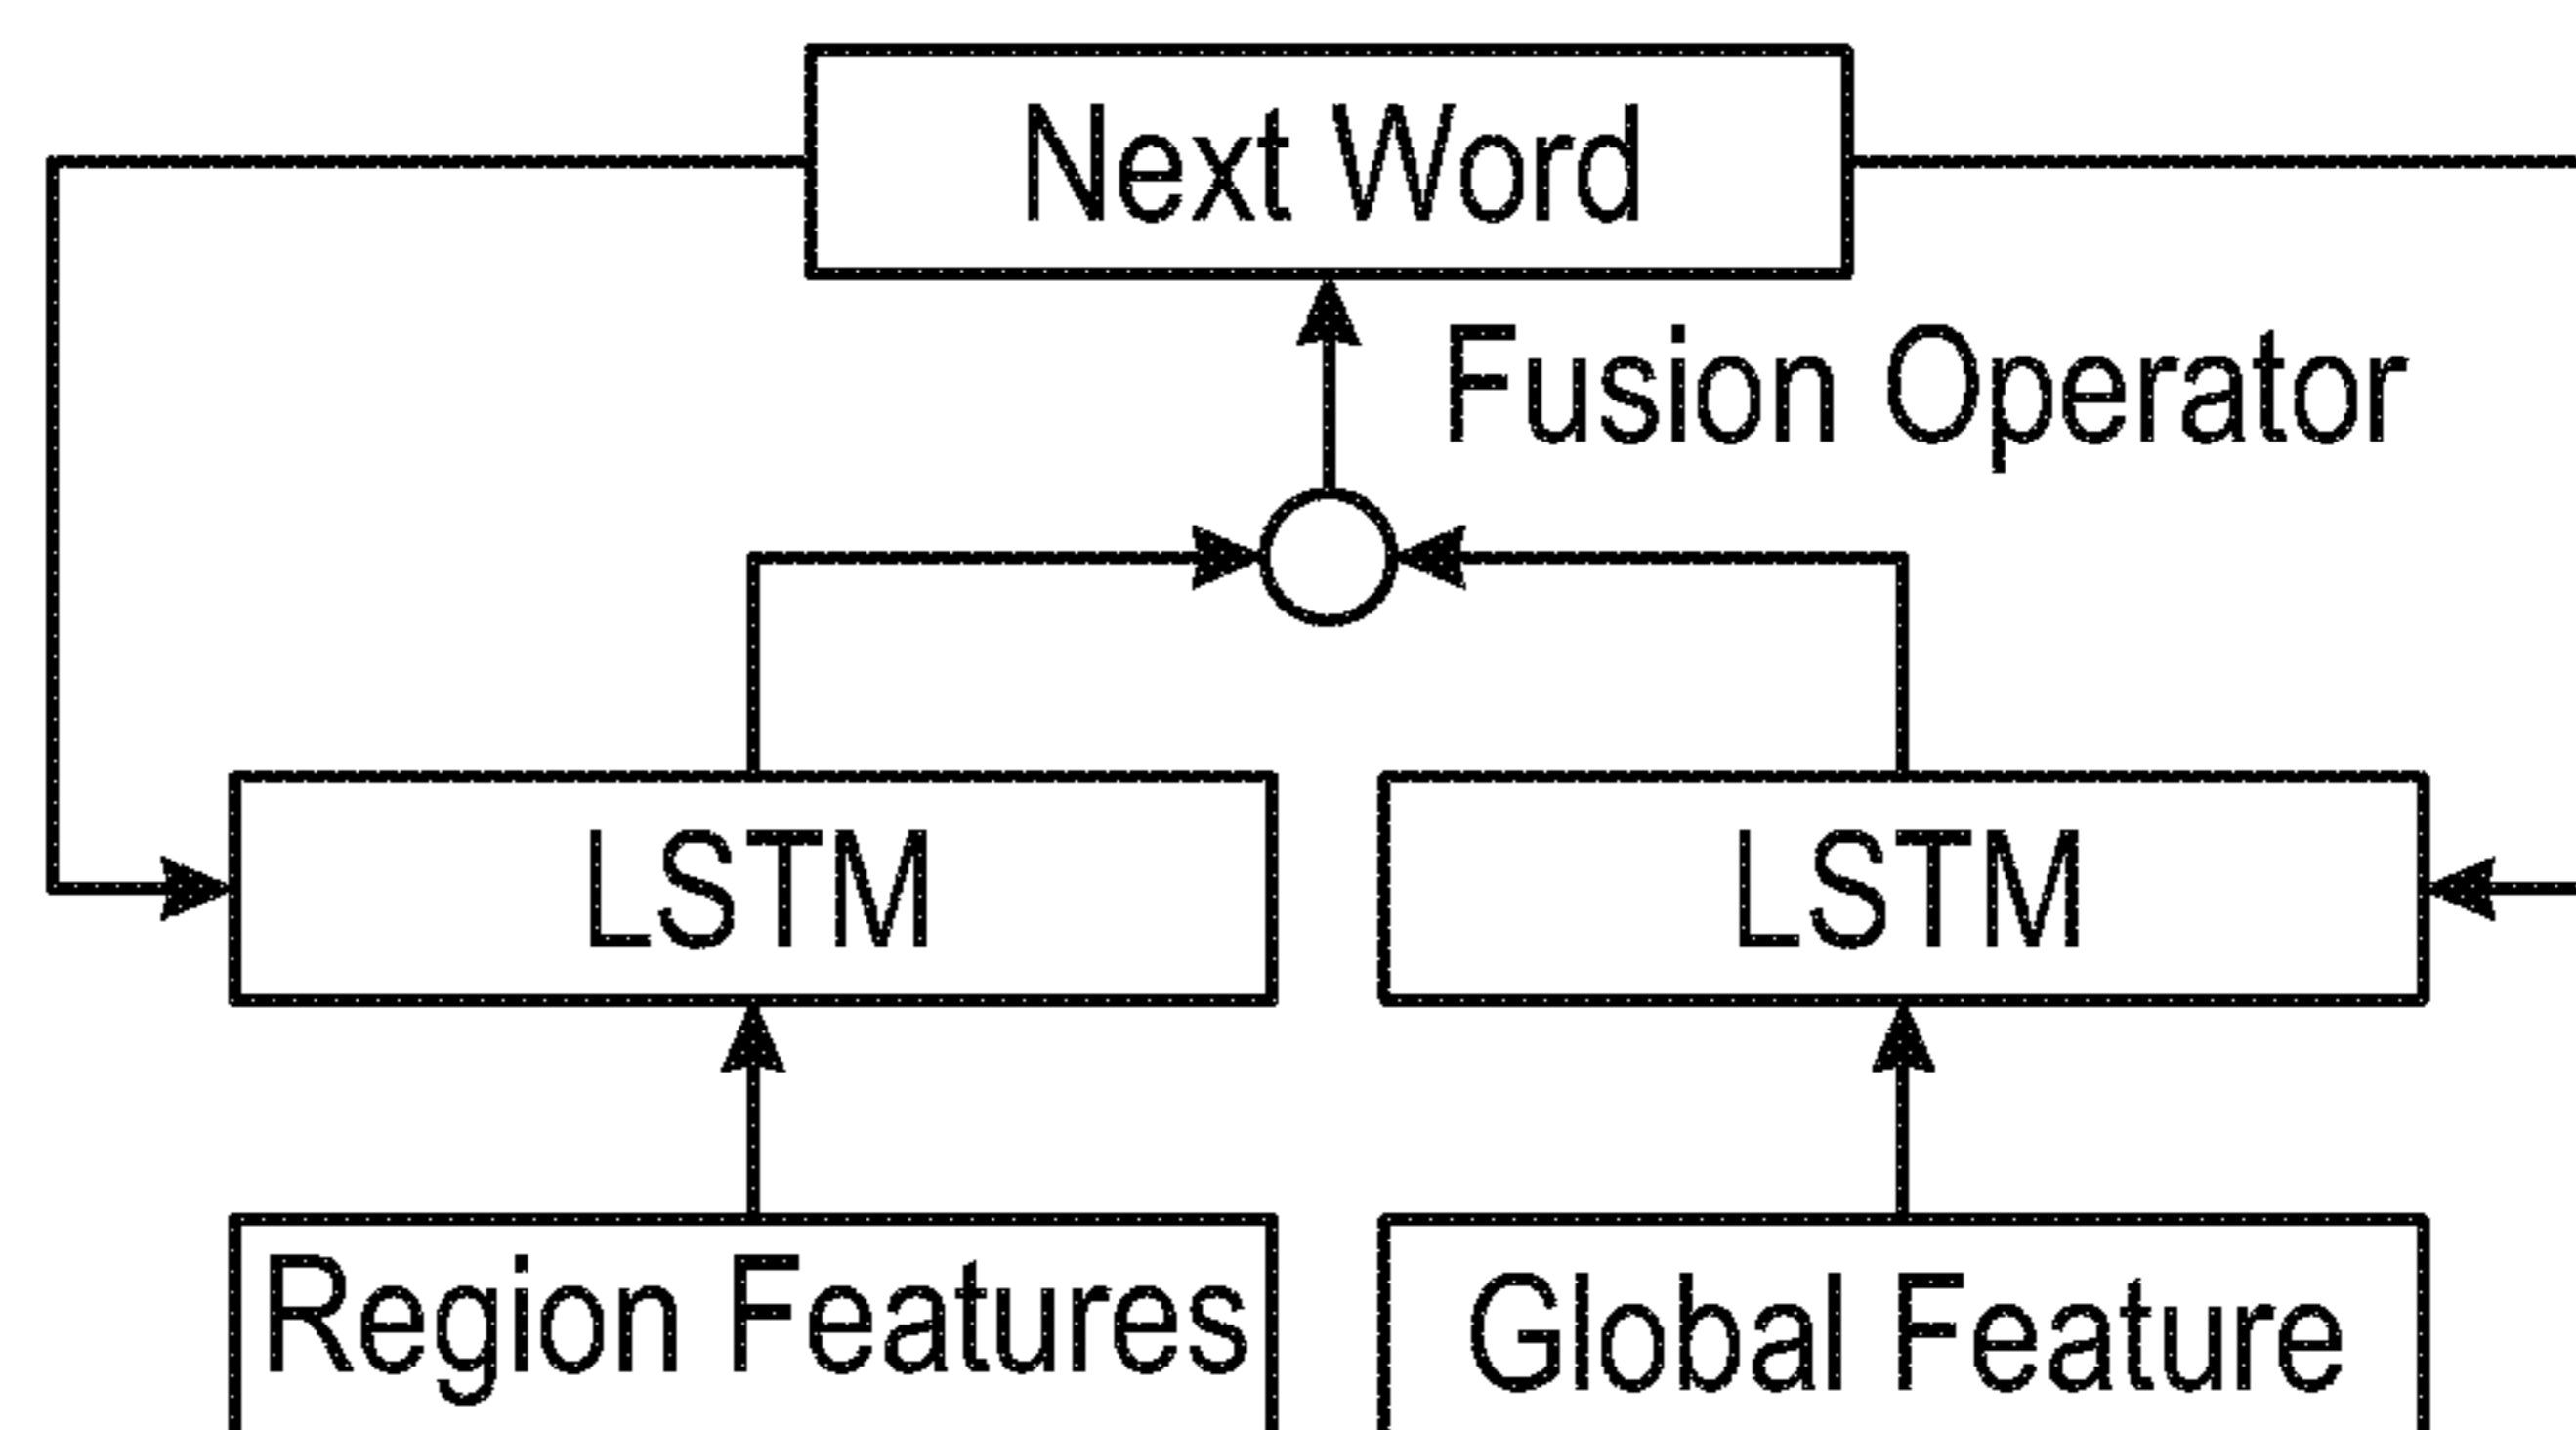 Next Word
Fusion Operator
LSTM
LSTM
Region Features
Global Feature